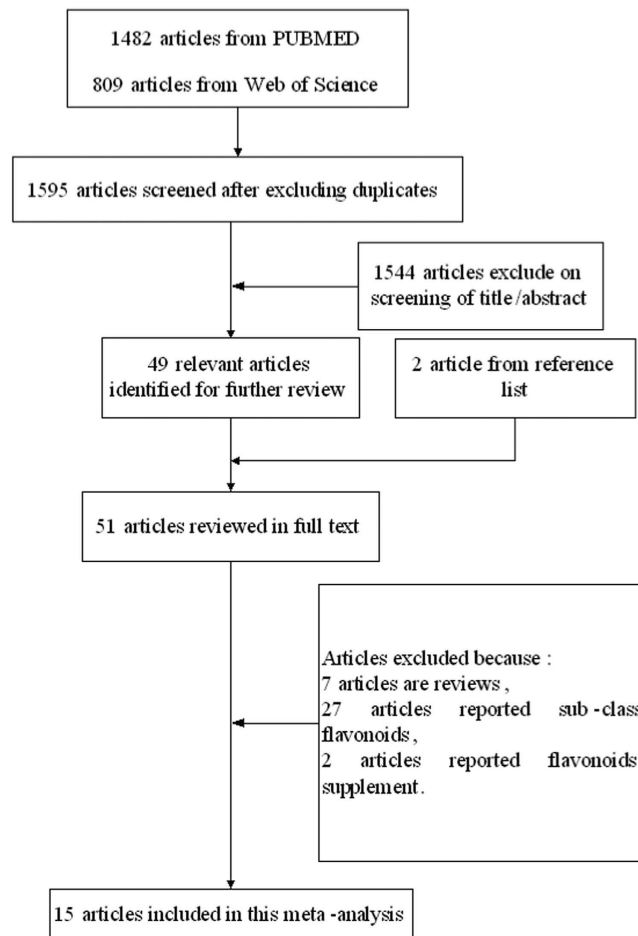 1482 articles from PUBMED
809 articles from Web of Science
1595 articles screened after excluding duplicates
1544 articles exclude on
screening of title/abstract
49 relevant articles
identified for further review
2 article from reference
list
51 articles reviewed in full text
Articles excluded because :
7 articles are reviews ,
27 articles reported sub-class
flavonoids ,
2 articles reported flavonoids
supplement.
15 articles included in this meta-analysis